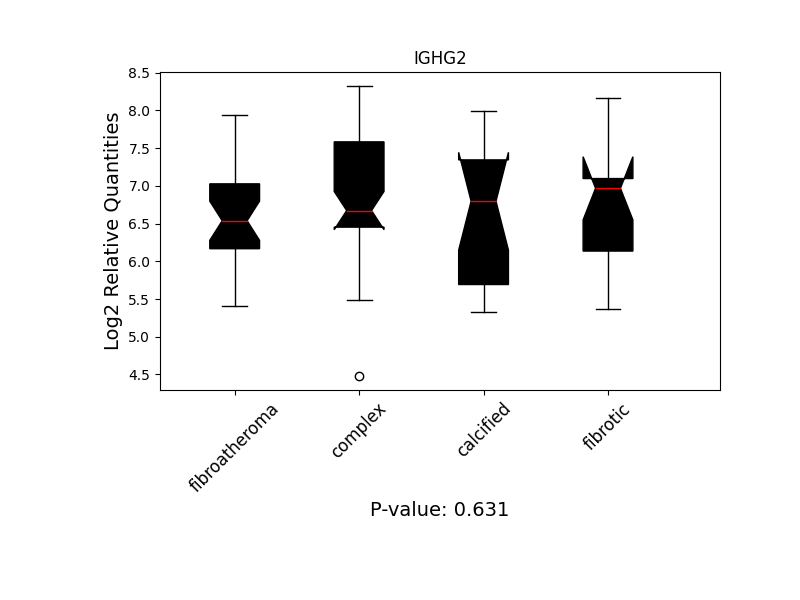 IGHG2
Log2 Relative Quantities
8.5
8.0
7.5
7.0
6.5
6.0
5.5
5.0
4.5
fibroatheroma
complex
calcified
fibrotic
P-value: 0.631